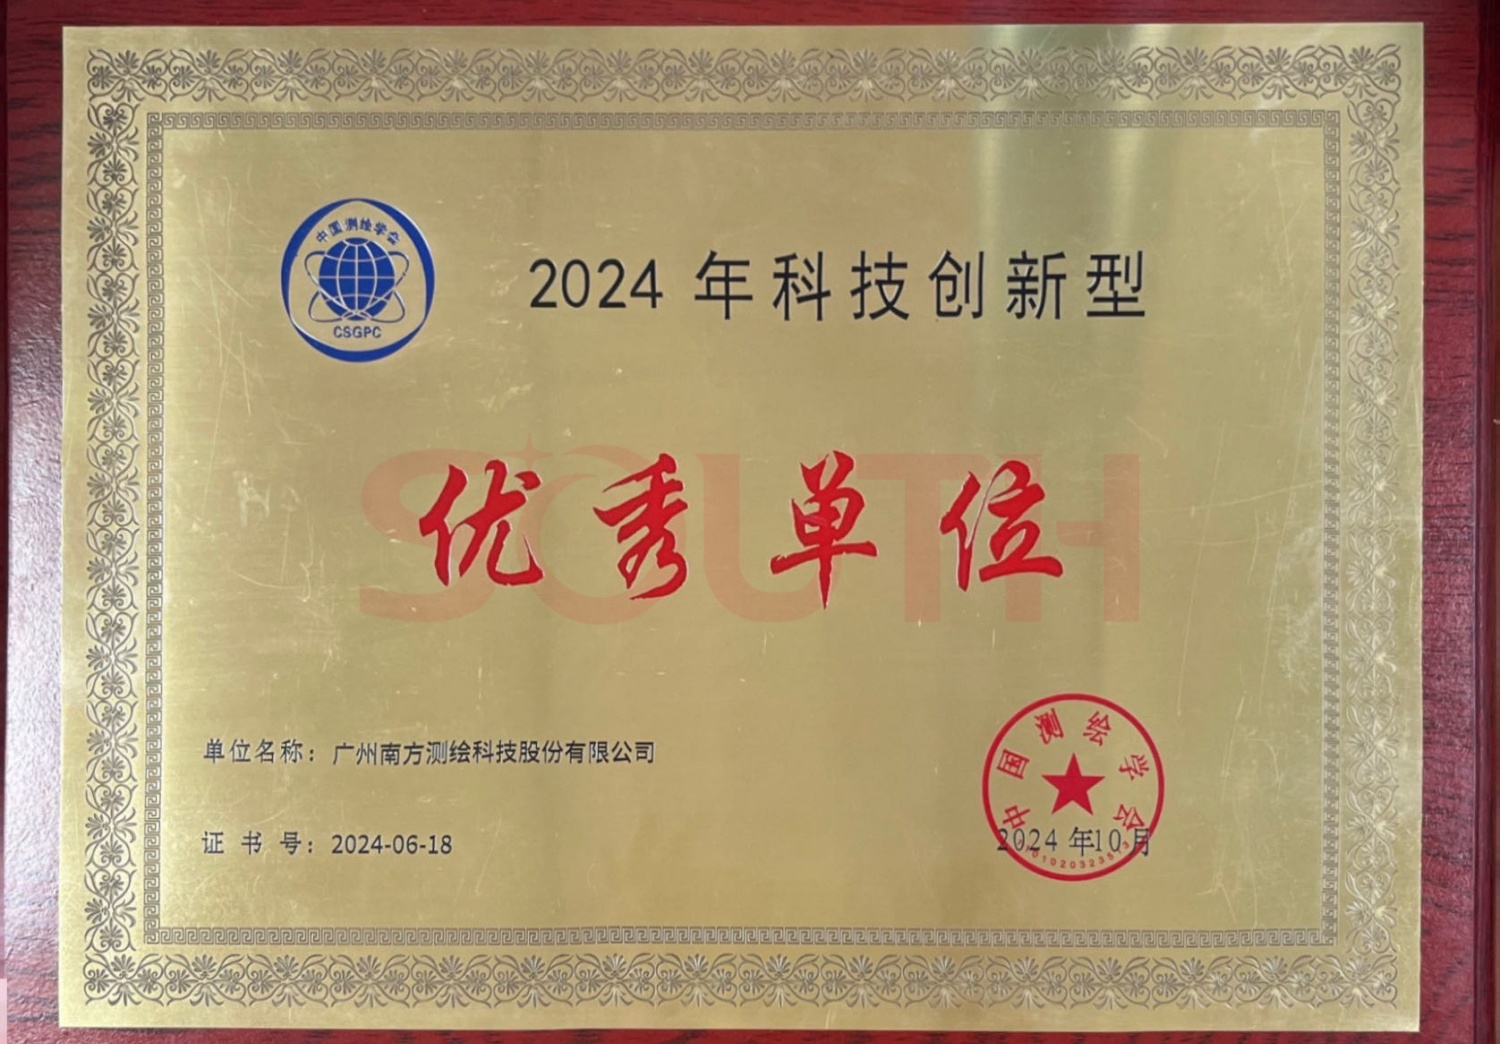 中国测绘学会
CSGPC
2024 年科技创新型
优秀单位
SOUTH
单位名称：广州南方测绘科技股份有限公司
证 书 号：2024-06-18
中国测绘学会
2024 年10月